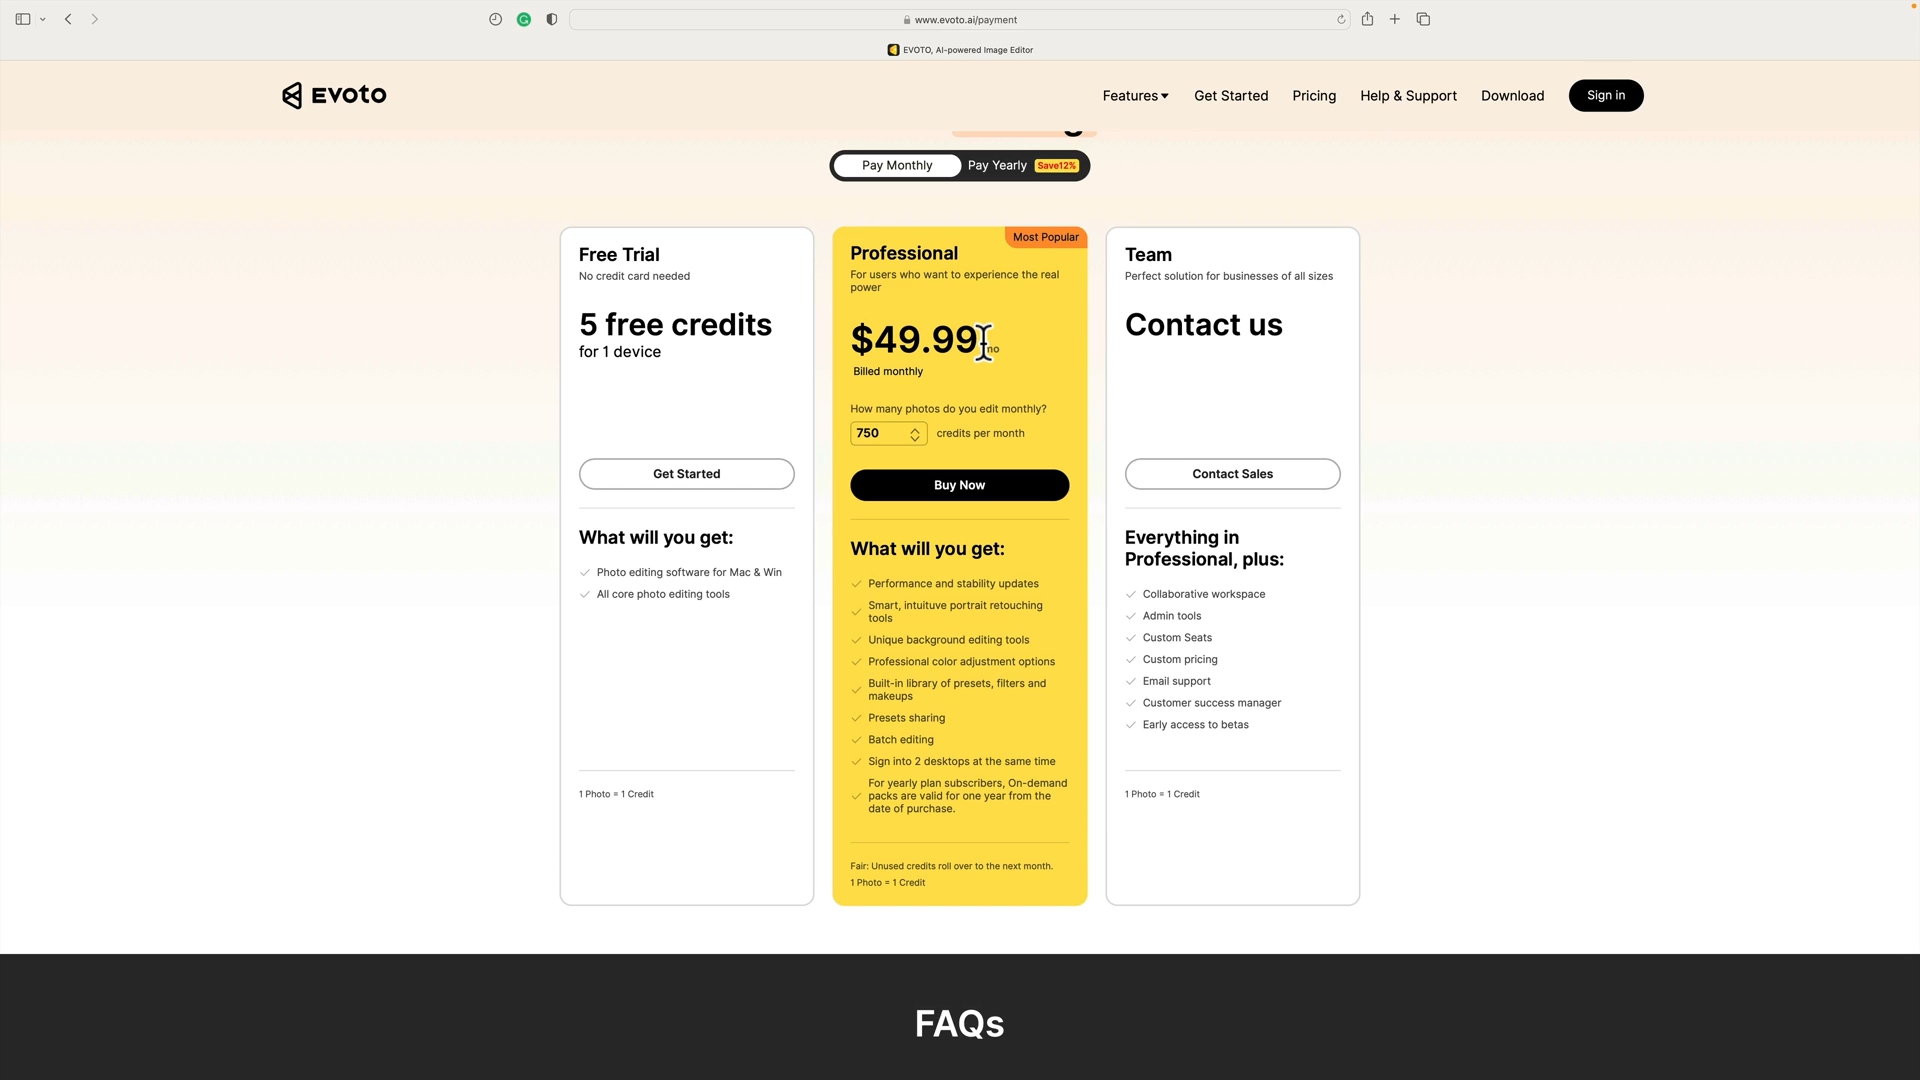 www.evoto.ai/payment
EVOTO, AI-powered Image Editor
EVOTO
Features
Get Started
Pricing
Help & Support
Download
Sign in
Pay Monthly
Pay Yearly
Save12%
Free Trial
No credit card needed
5 free credits
for 1 device
Get Started
What will you get:
Photo editing software for Mac & Win
All core photo editing tools
1 Photo = 1 Credit
Most Popular
Professional
For users who want to experience the real
power
$49.99
Billed monthly
How many photos do you edit monthly?
750 credits per month
Buy Now
What will you get:
Performance and stability updates
Smart, intuituve portrait retouching
tools
Unique background editing tools
Professional color adjustment options
Built-in library of presets, filters and
makeups
Presets sharing
Batch editing
Sign into 2 desktops at the same time
For yearly plan subscribers, On-demand
packs are valid for one year from the
date of purchase.
Fair: Unused credits roll over to the next month.
1 Photo = 1 Credit
Team
Perfect solution for businesses of all sizes
Contact us
Contact Sales
Everything in
Professional, plus:
Collaborative workspace
Admin tools
Custom Seats
Custom pricing
Email support
Customer success manager
Early access to betas
1 Photo = 1 Credit
FAQs